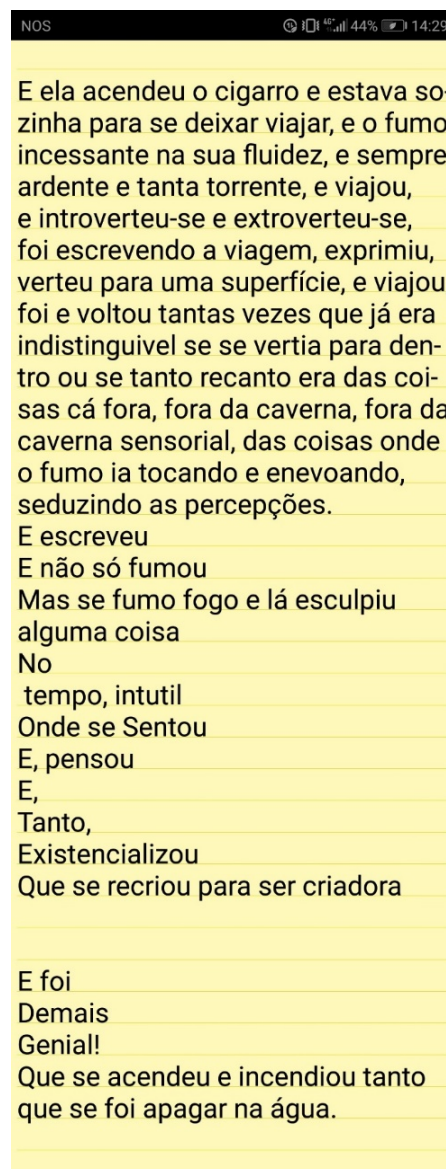 NOS 44% 14:29
E ela acendeu o cigarro e estava so-
zinha para se deixar viajar, e o fumo
incessante na sua fluidez, e sempre
ardente e tanta torrente, e viajou,
e introverteu-se e extroverteu-se,
foi escrevendo a viagem, exprimiu,
verteu para uma superfície, e viajou
foi e voltou tantas vezes que já era
indistinguivel se se vertia para den-
tro ou se tanto recanto era das coi-
sas cá fora, fora da caverna, fora da
caverna sensorial, das coisas onde
o fumo ia tocando e enevoando,
seduzindo as percepções.
E escreveu
E não só fumou
Mas se fumo fogo e lá esculpiu
alguma coisa
No
tempo, intutil
Onde se Sentou
E, pensou
E,
Tanto,
Existencializou
Que se recriou para ser criadora
E foi
Demais
Genial!
Que se acendeu e incendiou tanto
que se foi apagar na água.